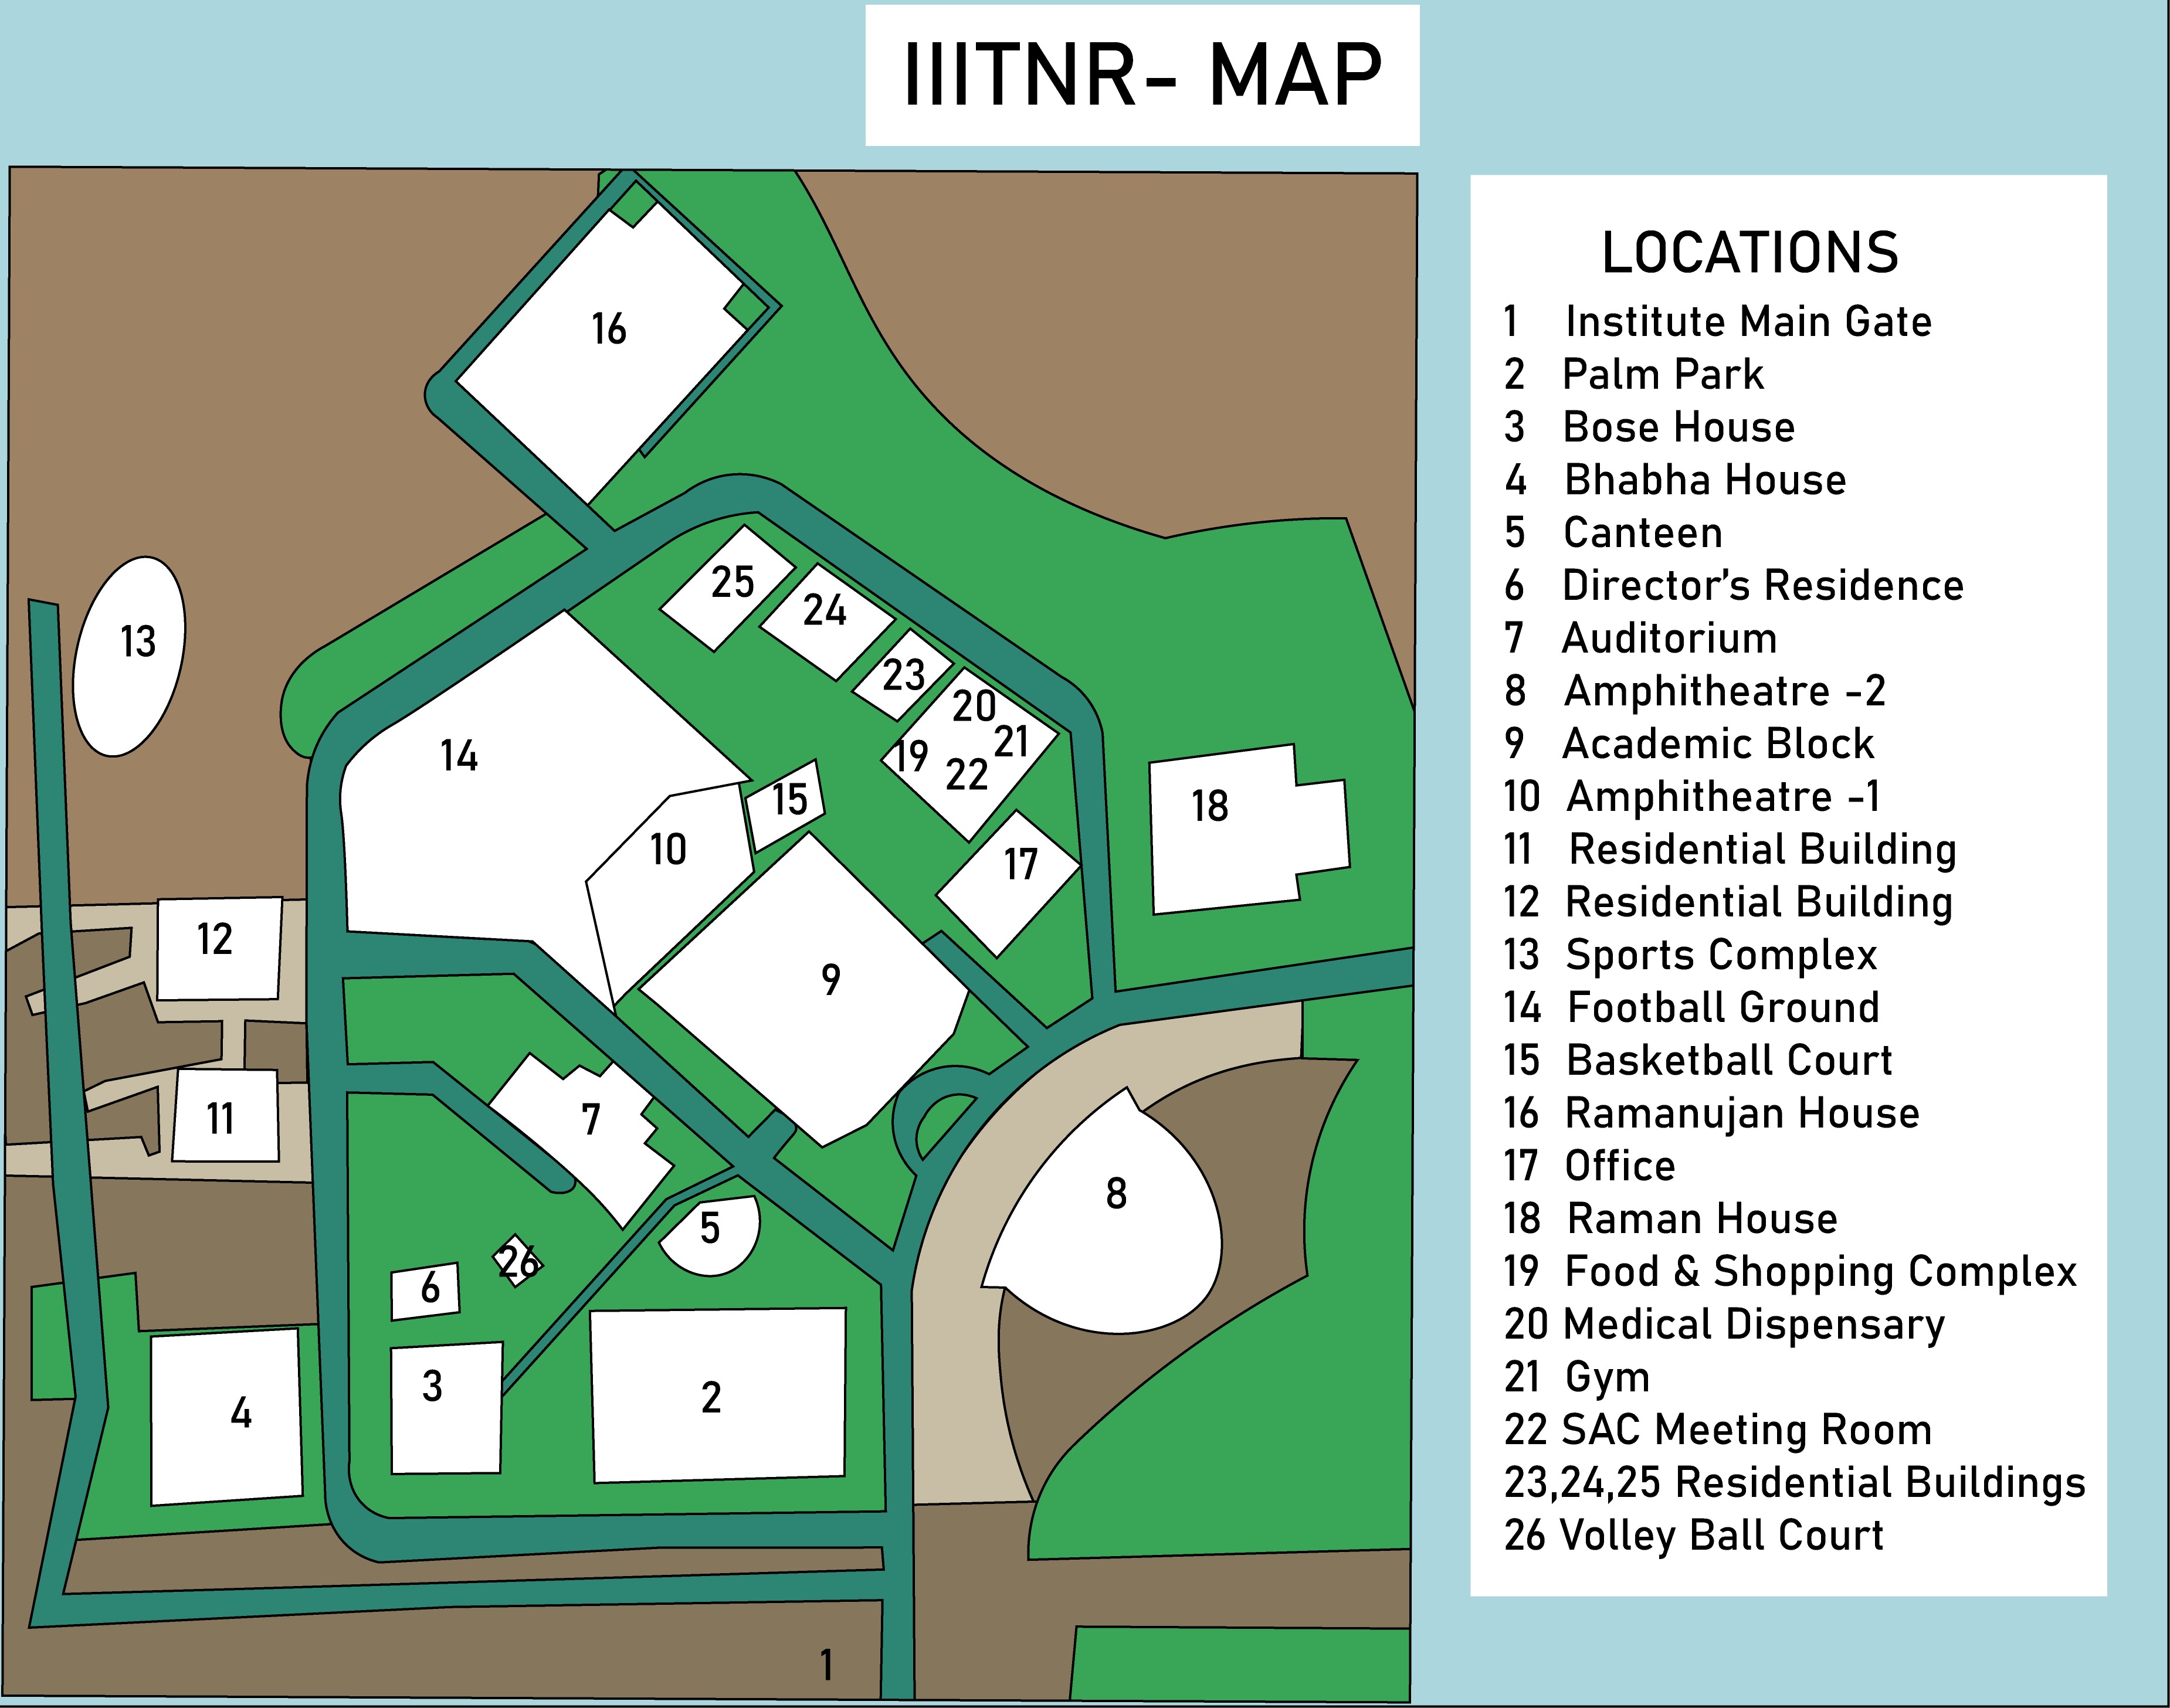 IIITNR- MAP
LOCATIONS
1 Institute Main Gate
2 Palm Park
3 Bose House
4 Bhabha House
5 Canteen
6 Director's Residence
7 Auditorium
8 Amphitheatre -2
9 Academic Block
10 Amphitheatre -1
11 Residential Building
12 Residential Building
13 Sports Complex
14 Football Ground
15 Basketball Court
16 Ramanujan House
17 Office
18 Raman House
19 Food & Shopping Complex
20 Medical Dispensary
21 Gym
22 SAC Meeting Room
23,24,25 Residential Buildings
26 Volley Ball Court
16
25
24
13
23
20
14
19
21
22
15
18
10
17
12
9
11
7
8
5
26
6
3
2
4
1